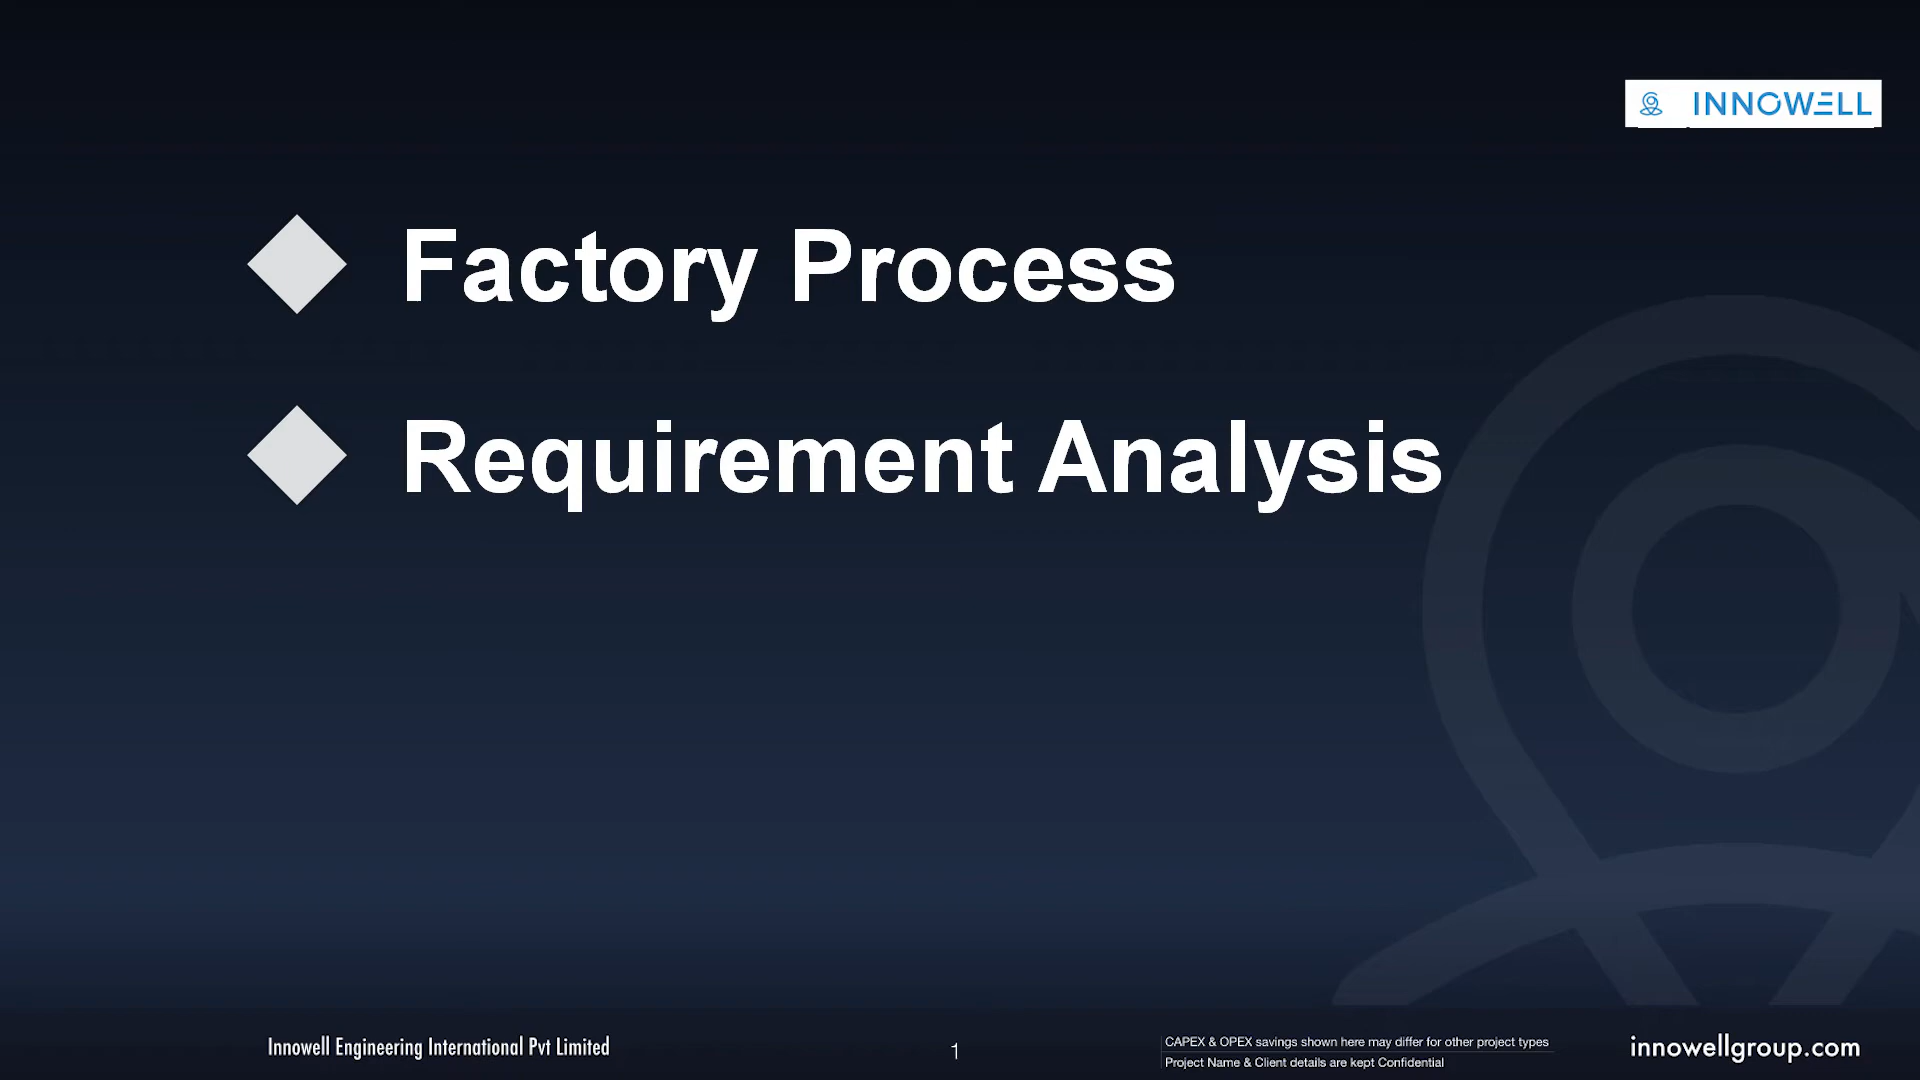 INNOWELL
Factory Process
Requirement Analysis
Innowell Engineering International Pvt Limited
1
CAPEX & OPEX savings shown here may differ for other project types
Project Name & Client details are kept Confidential
innowellgroup.com